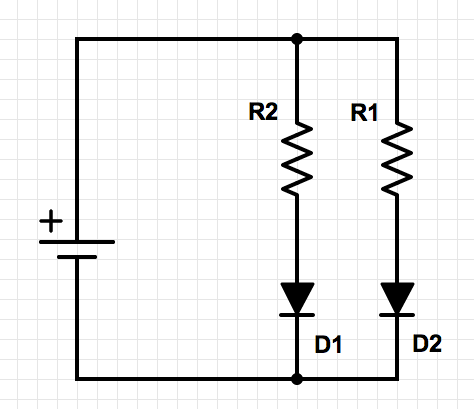 R2 R1
+
D1 D2